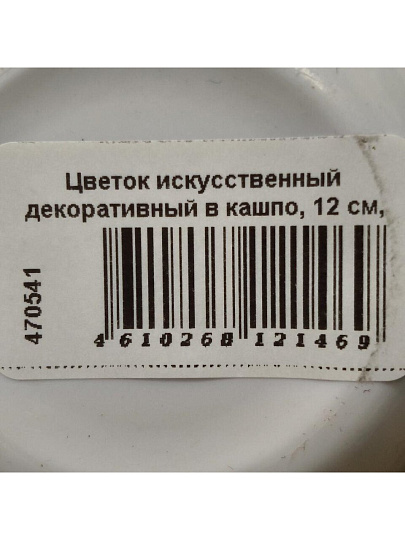 Цветок искусственный
декоративный в кашпо, 12 см,
470541
4 610268 121469